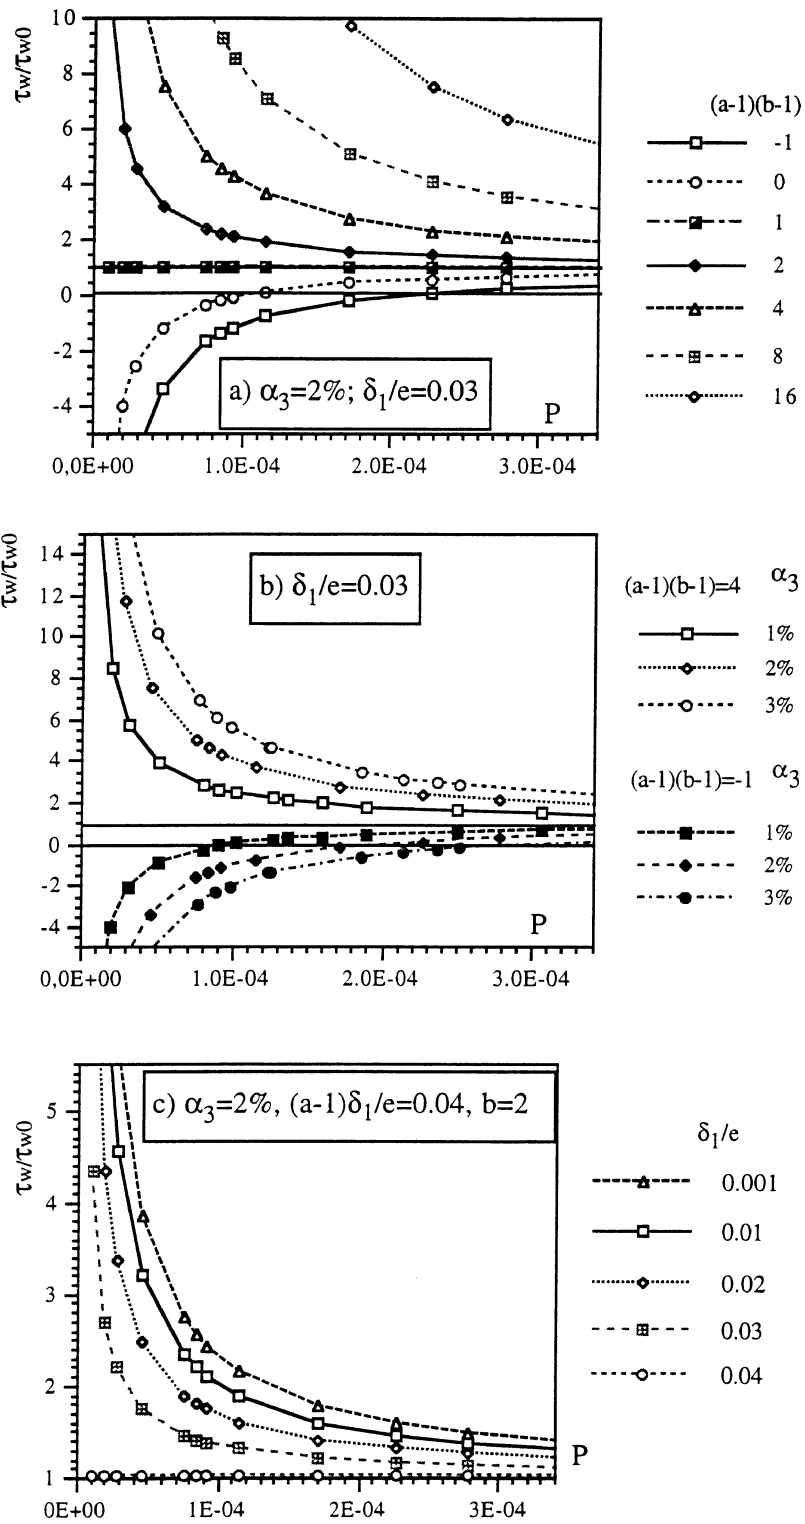 τw/τw0
10
8
6
4
2
0
-2
-4
0,0E+00 1.0E-04 2.0E-04 3.0E-04
P
a) α3=2%; δ1/e=0.03
(a-1)(b-1)
-1
0
1
2
4
8
16
τw/τw0
14
12
10
8
6
4
2
0
-2
-4
0,0E+00 1.0E-04 2.0E-04 3.0E-04
P
b) δ1/e=0.03
(a-1)(b-1)=4 α3
1%
2%
3%
(a-1)(b-1)=-1 α3
1%
2%
3%
τw/τw0
5
4
3
2
1
0E+00 1E-04 2E-04 3E-04
P
c) α3=2%, (a-1)δ1/e=0.04, b=2
δ1/e
0.001
0.01
0.02
0.03
0.04